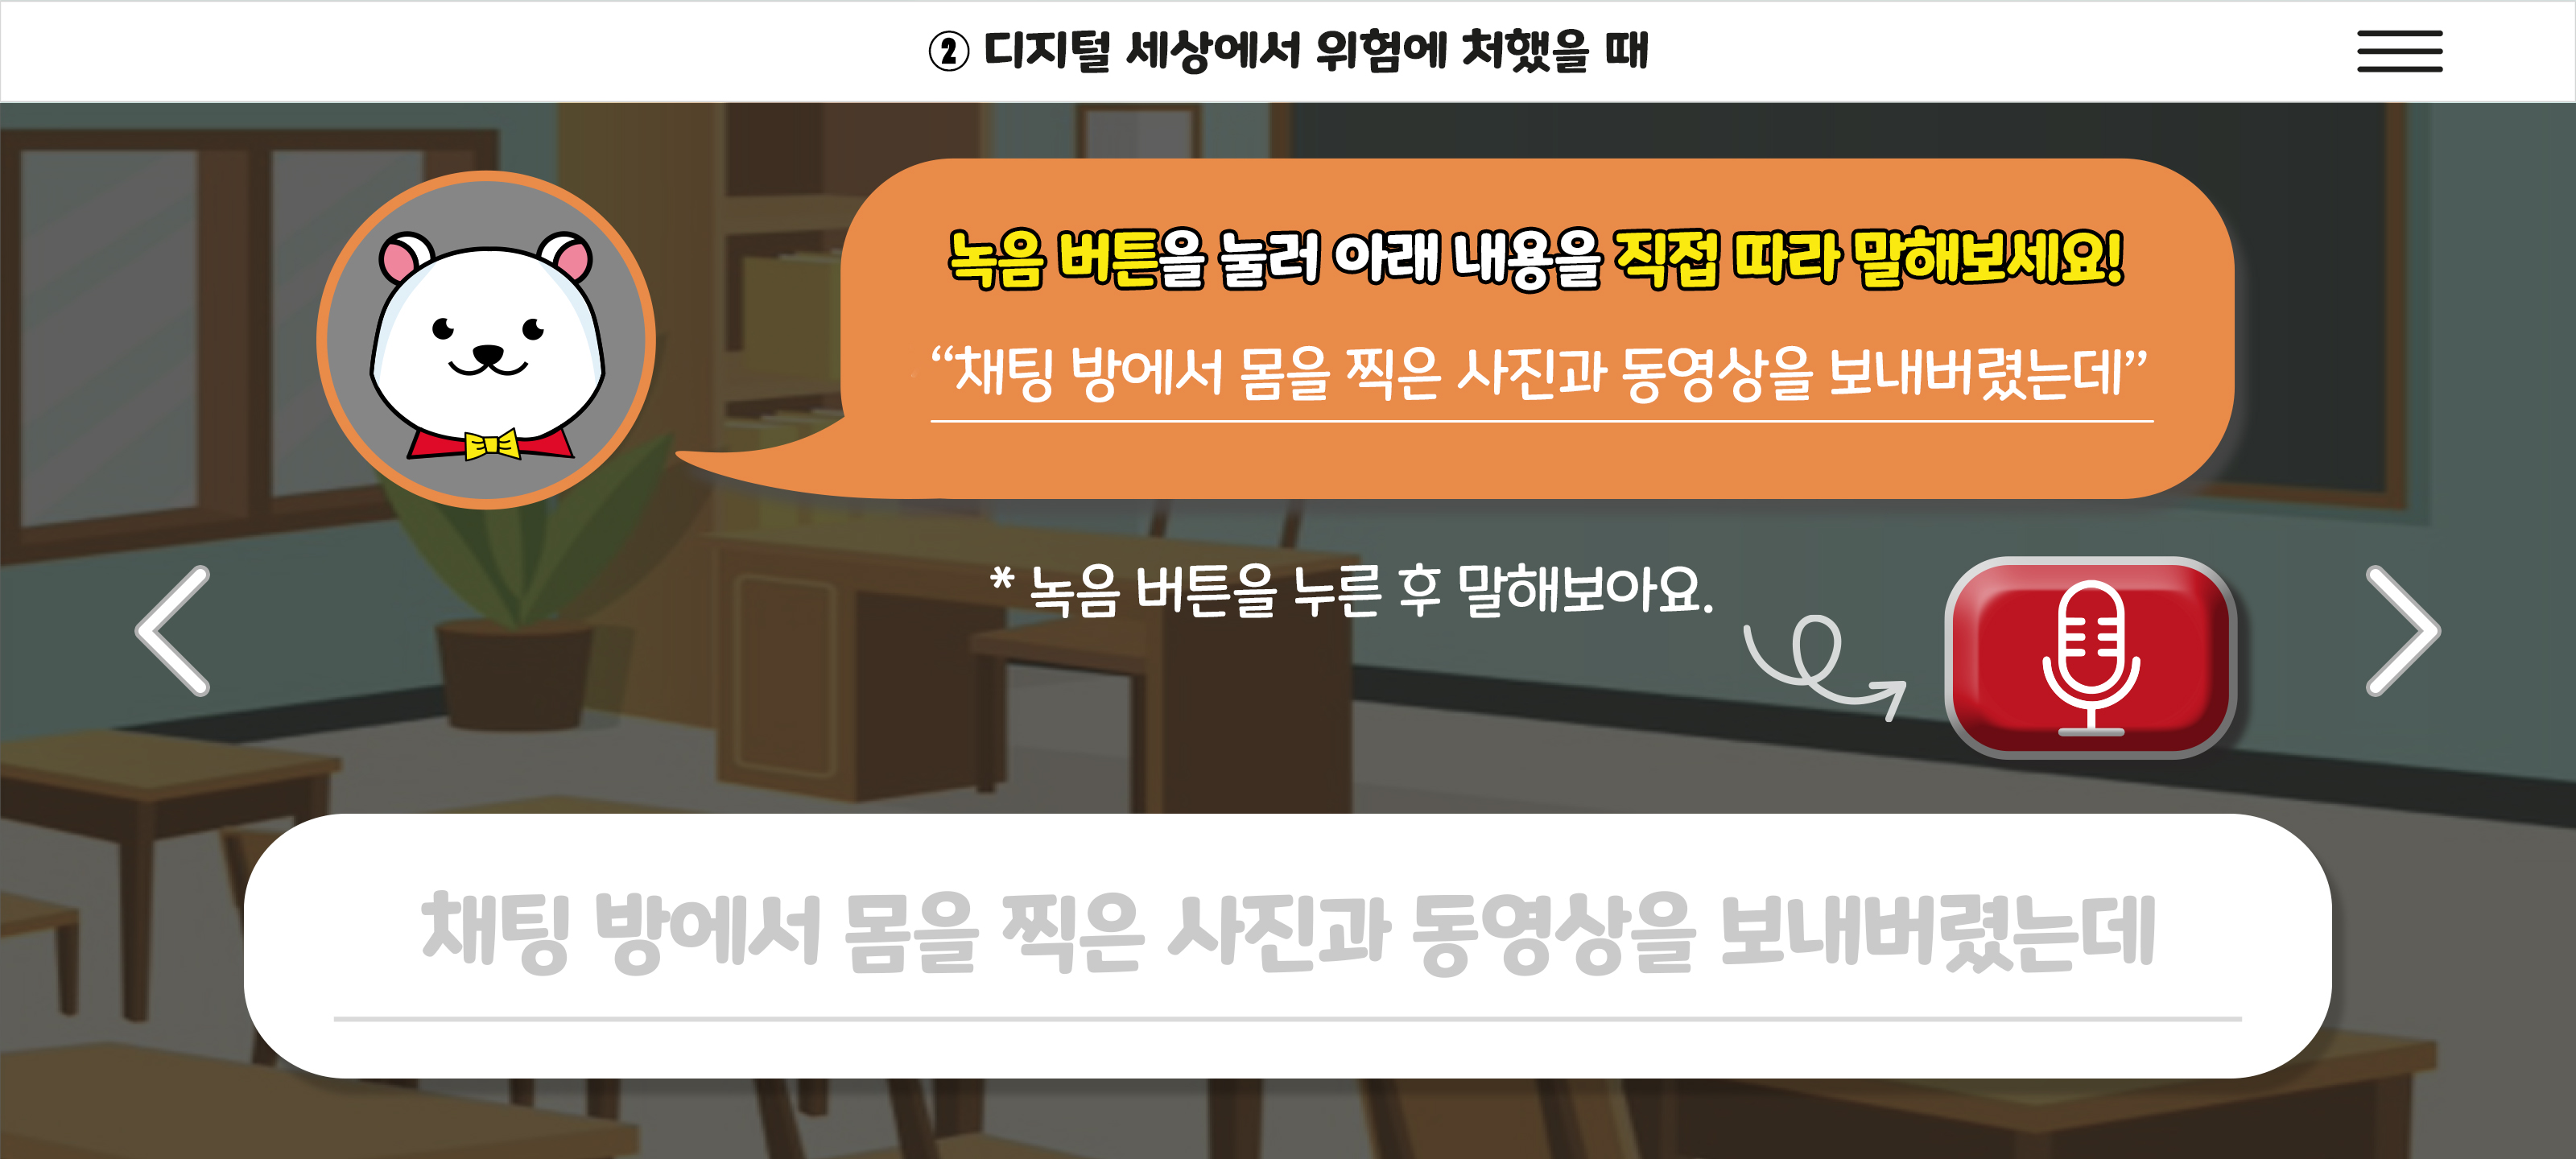 ② 디지털 세상에서 위험에 처했을 때
녹음 버튼을 눌러 아래 내용을 직접 따라 말해보세요!
“채팅 방에서 몸을 찍은 사진과 동영상을 보내버렸는데”
* 녹음 버튼을 누른 후 말해보아요.
채팅 방에서 몸을 찍은 사진과 동영상을 보내버렸는데